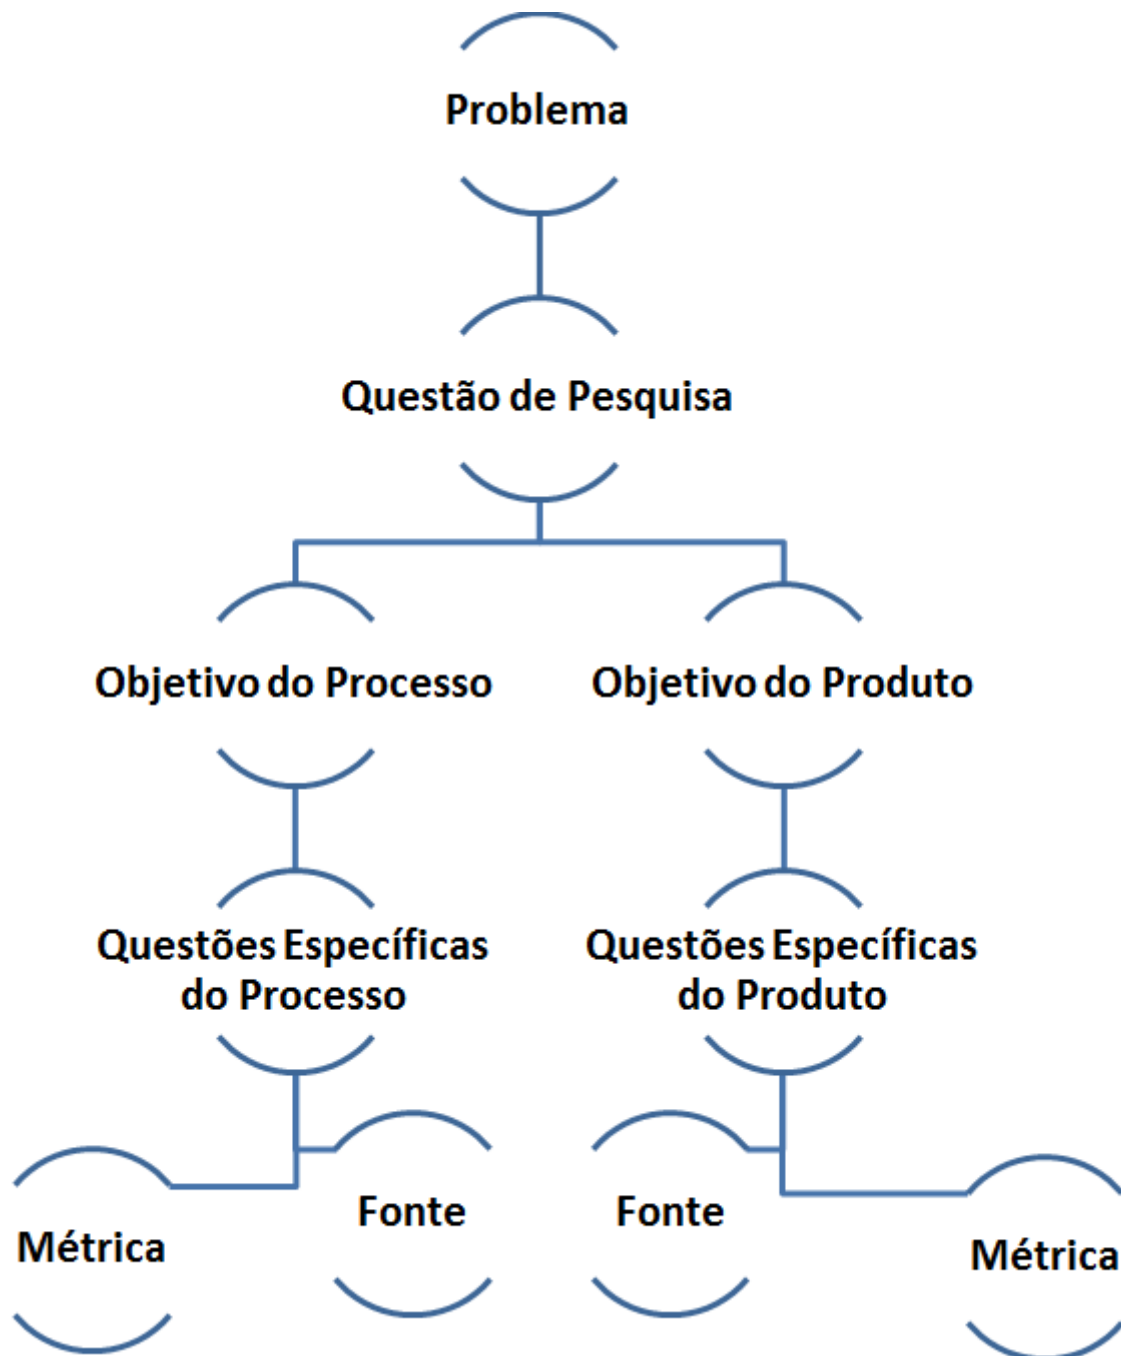 Problema
Questão de Pesquisa
Objetivo do Processo
Objetivo do Produto
Questões Específicas
do Processo
Questões Específicas
do Produto
Métrica
Fonte
Fonte
Métrica